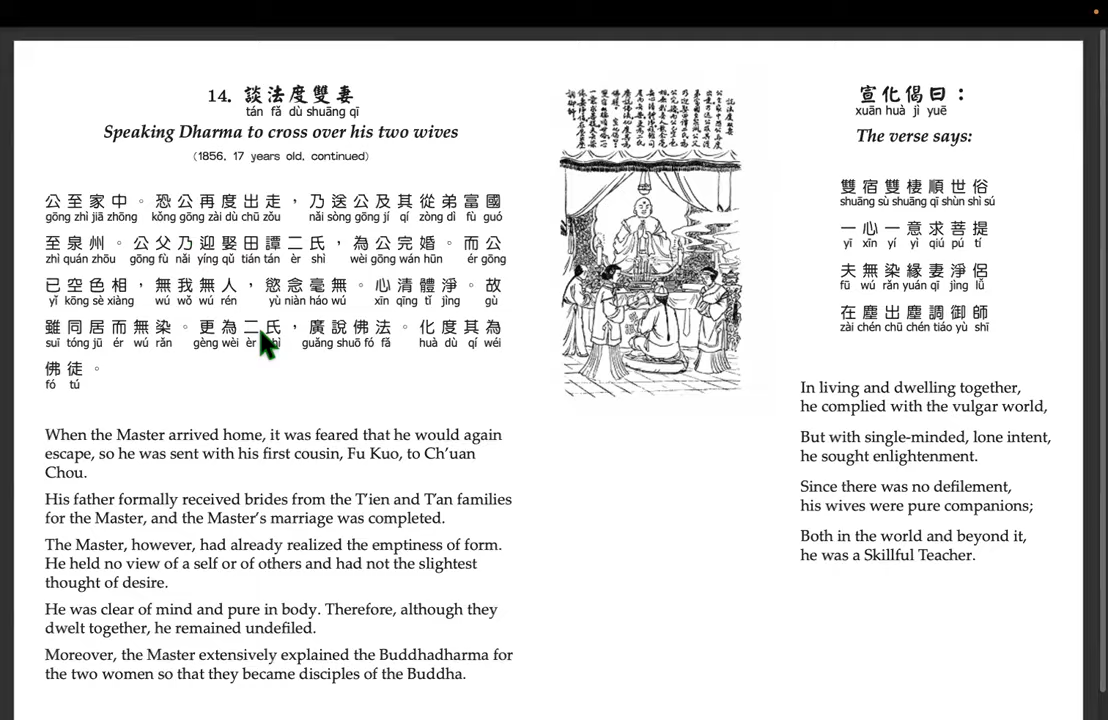 14. 談法度雙妻
tán fǎ dù shuāng qī
Speaking Dharma to cross over his two wives
(1856, 17 years old, continued)
公至家中。恐公再度出走，乃送公及其從弟富國
gōng zhì jiā zhōng kǒng gōng zài dù chū zǒu nǎi sòng gōng jí qí zòng dì fù guó
至泉州。公父乃迎娶田譚二氏，為公完婚。而公
zhì quán zhōu gōng fù nǎi yíng qǔ tián tán èr shì wèi gōng wán hūn ér gōng
已空色相，無我無人，慾念毫無。心清體淨。故
yǐ kōng sè xiàng wú wǒ wú rén yù niàn háo wú xīn qīng tǐ jìng gù
雖同居而無染。更為二氏，廣說佛法。化度其為
suī tóng jū ér wú rǎn gèng wèi èr guǎng shuō fó fǎ huà dù qí wéi
佛徒。
fó tú
When the Master arrived home, it was feared that he would again
escape, so he was sent with his first cousin, Fu Kuo, to Ch’uan
Chou.
His father formally received brides from the T’ien and T’an families
for the Master, and the Master’s marriage was completed.
The Master, however, had already realized the emptiness of form.
He held no view of a self or of others and had not the slightest
thought of desire.
He was clear of mind and pure in body. Therefore, although they
dwelt together, he remained undefiled.
Moreover, the Master extensively explained the Buddhadharma for
the two women so that they became disciples of the Buddha.
宣化偈曰：
xuān huà jì yuē
The verse says:
雙宿雙棲順世俗
shuāng sù shuāng qī shùn shì sú
一心一意求菩提
yī xīn yí yì qiú pú tí
夫無染緣妻淨侶
fū wú rǎn yuán qī jìng lǚ
在塵出塵調御師
zài chén chū chén tiáo yù shī
In living and dwelling together,
he complied with the vulgar world,
But with single-minded, lone intent,
he sought enlightenment.
Since there was no defilement,
his wives were pure companions;
Both in the world and beyond it,
he was a Skillful Teacher.